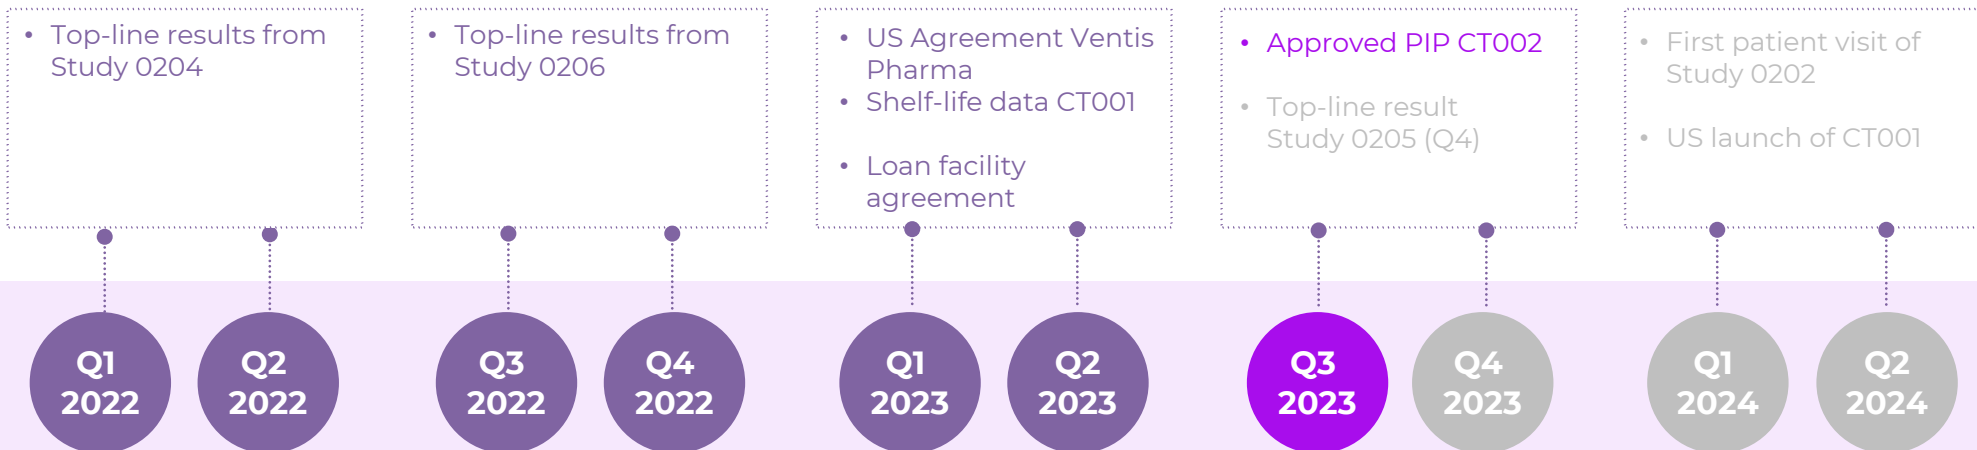 • Top-line results from
Study 0204
• Top-line results from
Study 0206
• US Agreement Ventis
Pharma
• Shelf-life data CT001
• Loan facility
agreement
• Approved PIP CT002
• Top-line result
Study 0205 (Q4)
• First patient visit of
Study 0202
• US launch of CT001
Q1
2022
Q2
2022
Q3
2022
Q4
2022
Q1
2023
Q2
2023
Q3
2023
Q4
2023
Q1
2024
Q2
2024